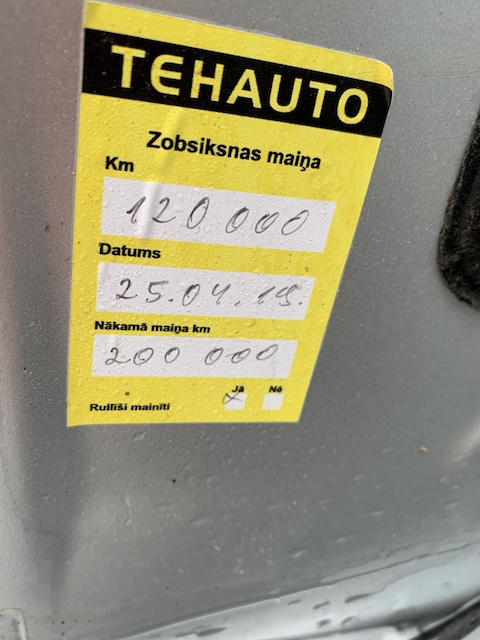 TEHAUTO
Zobsiksnas maiņa
Km
120 000
Datums
25.04.19.
Nākamā maiņa km
200 000
Jā Nē
Rullīši mainīti x